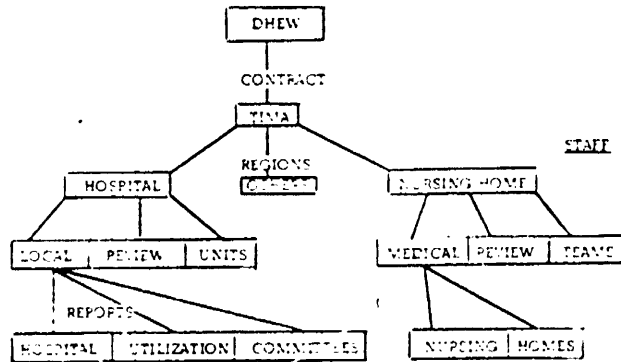 DHEW
CONTRACT
TIMA
STAFF
REGIONS
HOSPITAL
NURSING HOME
LOCAL REVIEW UNITS
MEDICAL REVIEW TEAMS
REPORTS
HOSPITAL UTILIZATION COMMITTEES
NURSING HOMES